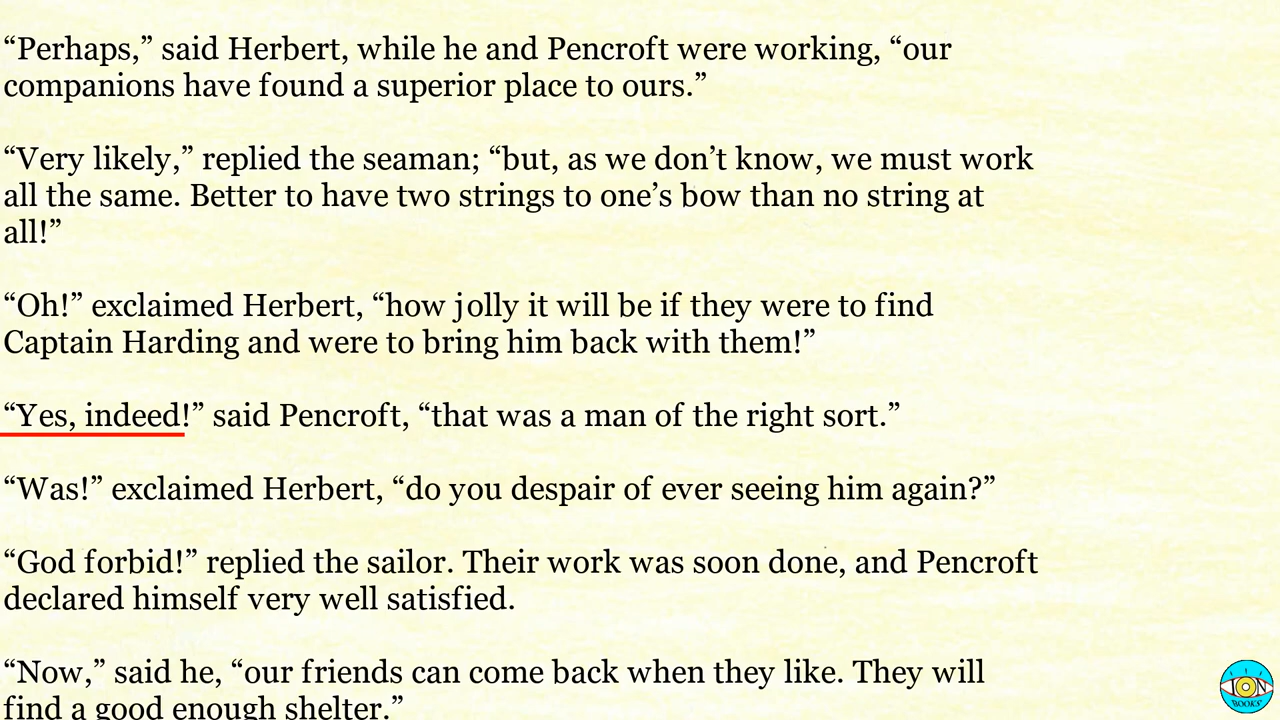 “Perhaps,” said Herbert, while he and Pencroft were working, “our
companions have found a superior place to ours.”
“Very likely,” replied the seaman; “but, as we don’t know, we must work
all the same. Better to have two strings to one’s bow than no string at
all!”
“Oh!” exclaimed Herbert, “how jolly it will be if they were to find
Captain Harding and were to bring him back with them!”
“Yes, indeed!” said Pencroft, “that was a man of the right sort.”
“Was!” exclaimed Herbert, “do you despair of ever seeing him again?”
“God forbid!” replied the sailor. Their work was soon done, and Pencroft
declared himself very well satisfied.
“Now,” said he, “our friends can come back when they like. They will
find a good enough shelter.”
ION
BOOKS